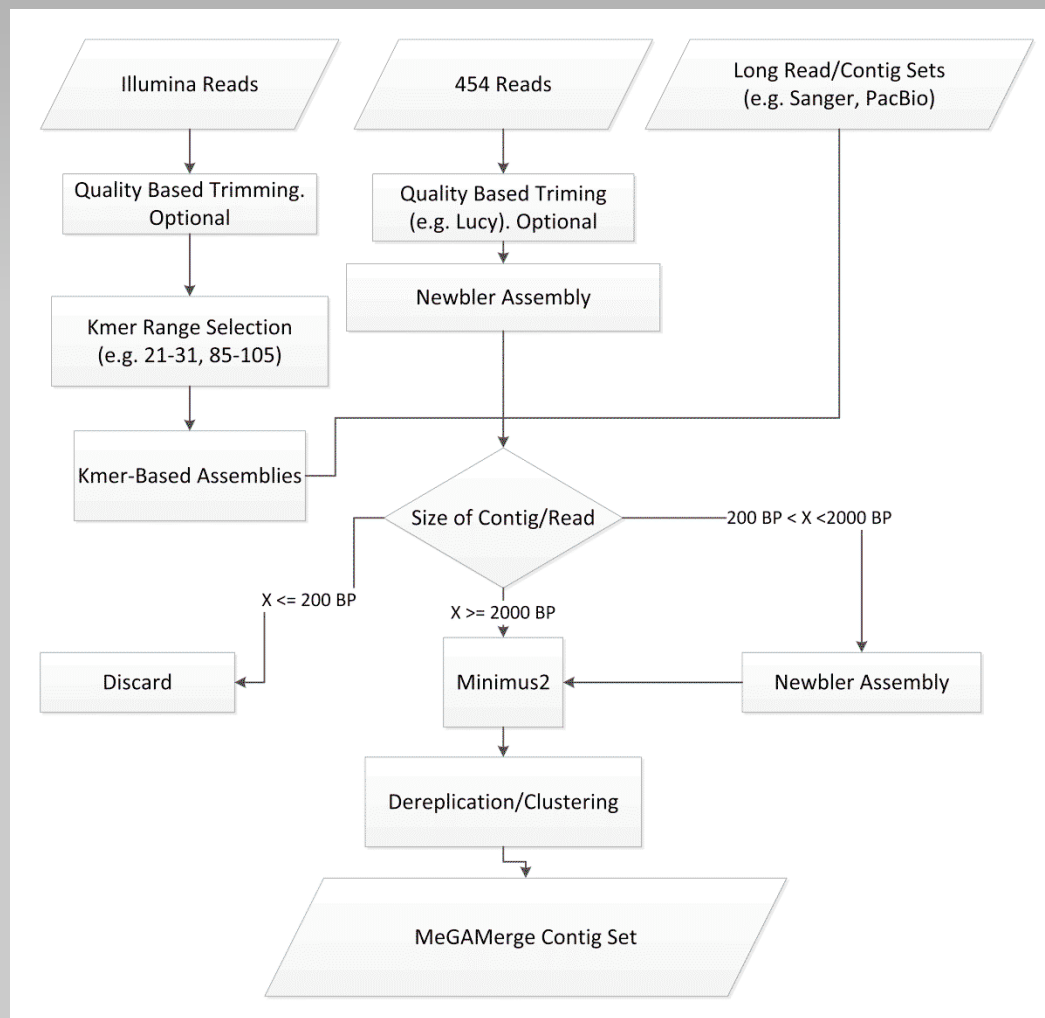 Illumina Reads
454 Reads
Long Read/Contig Sets
(e.g. Sanger, PacBio)
Quality Based Trimming.
Optional
Quality Based Triming
(e.g. Lucy). Optional
Newbler Assembly
Kmer Range Selection
(e.g. 21-31, 85-105)
Kmer-Based Assemblies
Size of Contig/Read
200 BP < X <2000 BP
X <= 200 BP
X >= 2000 BP
Discard
Minimus2
Newbler Assembly
Dereplication/Clustering
MeGAMerge Contig Set